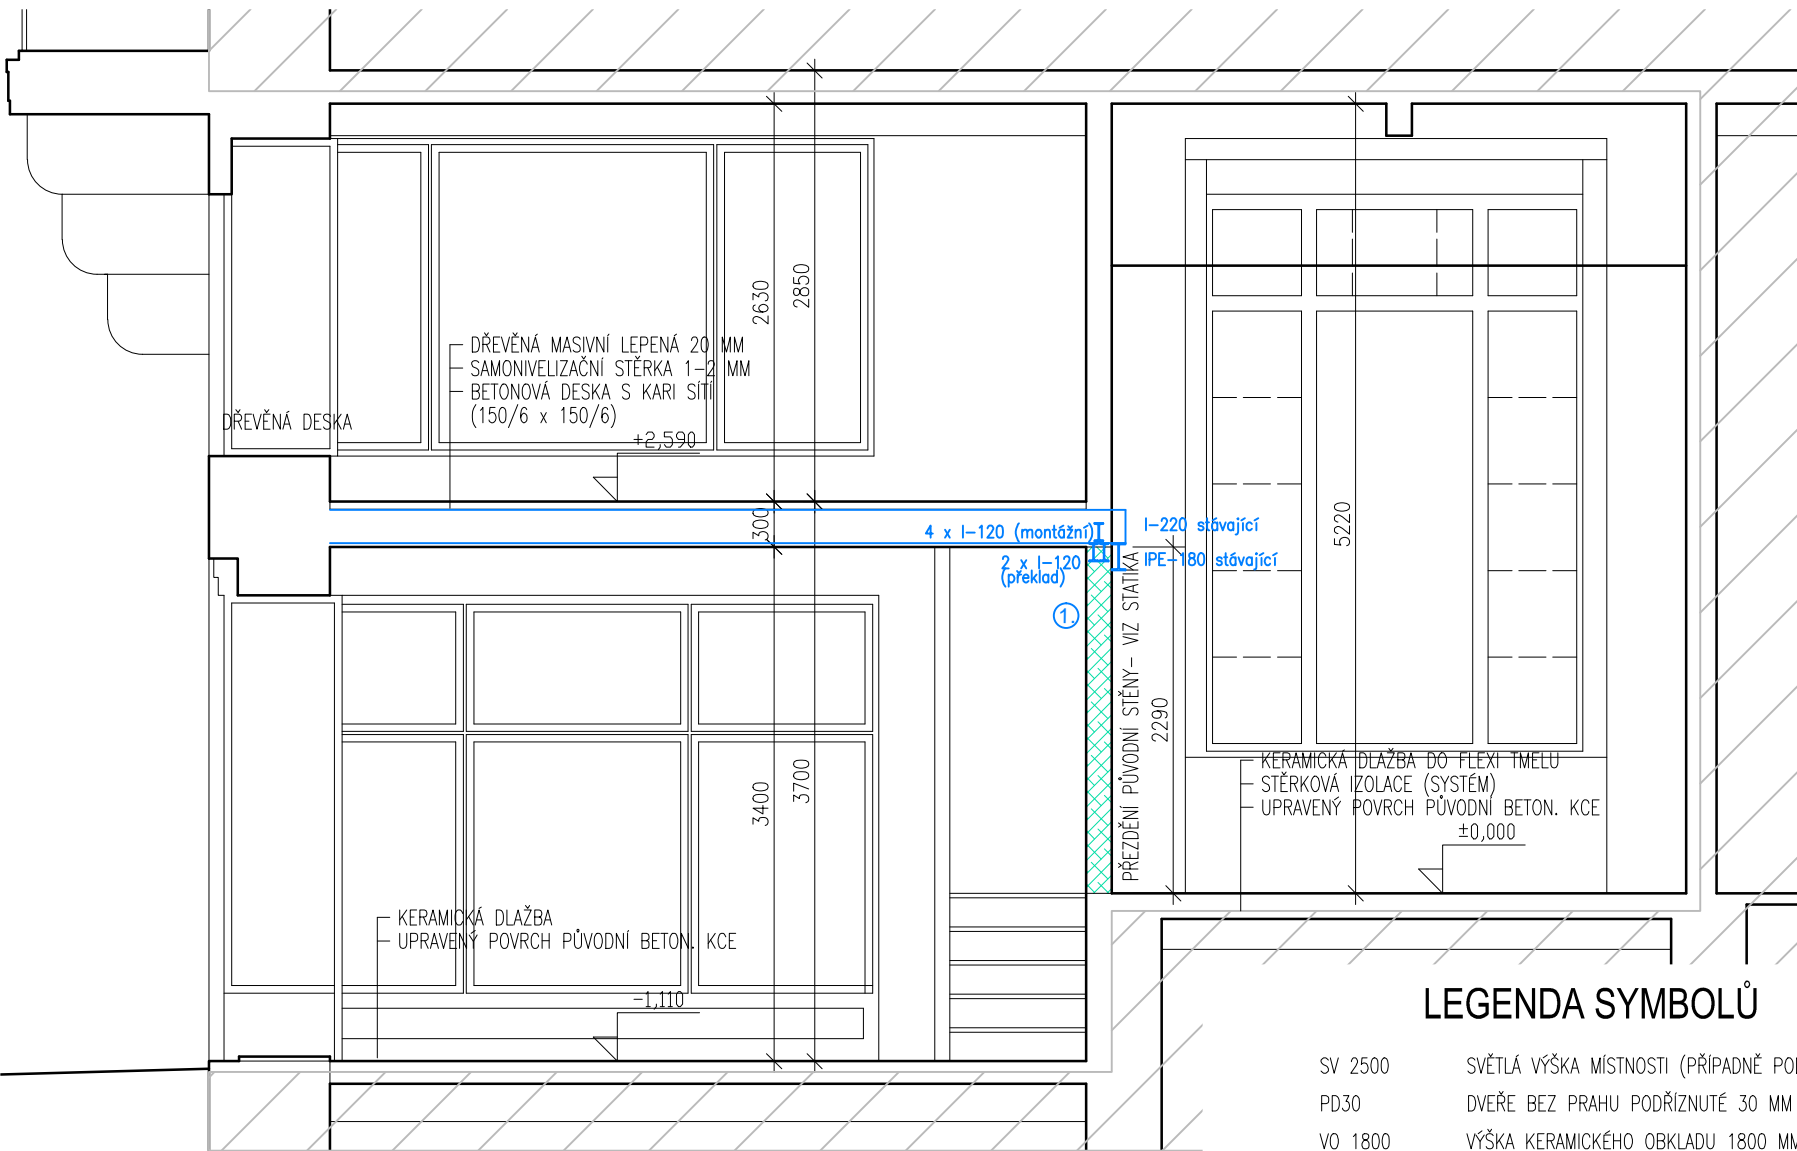 2630
2850
DŘEVĚNÁ MASIVNÍ LEPENÁ 20 MM
SAMONIVELIZAČNÍ STĚRKA 1-2 MM
BETONOVÁ DESKA S KARI SÍTÍ
(150/6 x 150/6)
DŘEVĚNÁ DESKA
+2,590
300
4 x I-120 (montážní)
I-220 stávající
2 x I-120
(překlad)
IPE-180 stávající
1.
5220
PŘEZDĚNÍ PŮVODNÍ STĚNY- VIZ STATIKA
2290
3400
3700
KERAMICKÁ DLAŽBA DO FLEXI TMELU
STĚRKOVÁ IZOLACE (SYSTÉM)
UPRAVENÝ POVRCH PŮVODNÍ BETON. KCE
±0,000
KERAMICKÁ DLAŽBA
UPRAVENÝ POVRCH PŮVODNÍ BETON. KCE
-1,110
LEGENDA SYMBOLŮ
SV 2500 SVĚTLÁ VÝŠKA MÍSTNOSTI (PŘÍPADNĚ
PD30 DVEŘE BEZ PRAHU PODŘÍZNUTÉ 30 MM
VO 1800 VÝŠKA KERAMICKÉHO OBKLADU 1800 MM